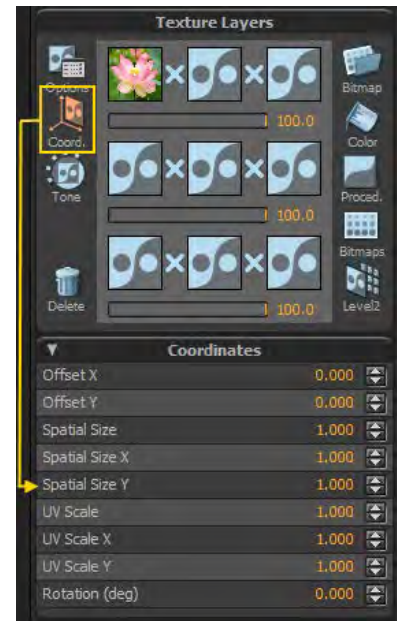 Texture Layers
Options
Bitmap
100.0
Coord.
Color
Tone
Proced.
100.0
Bitmaps
Delete
100.0
Level2
Coordinates
Offset X 0.000
Offset Y 0.000
Spatial Size 1.000
Spatial Size X 1.000
Spatial Size Y 1.000
UV Scale 1.000
UV Scale X 1.000
UV Scale Y 1.000
Rotation (deg) 0.000